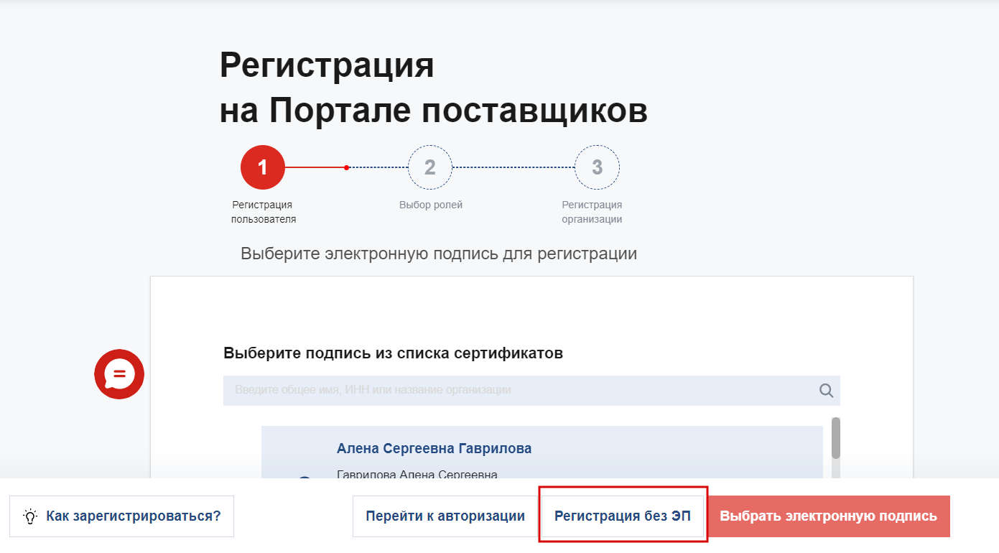 Регистрация
на Портале поставщиков
1
2
3
Регистрация
пользователя
Выбор ролей
Регистрация
организации
Выберите электронную подпись для регистрации
Выберите подпись из списка сертификатов
Введите общее имя, ИНН или название организации
Алена Сергеевна Гаврилова
Гаврилова Алена Сергеевна
Как зарегистрироваться?
Перейти к авторизации
Регистрация без ЭП
Выбрать электронную подпись